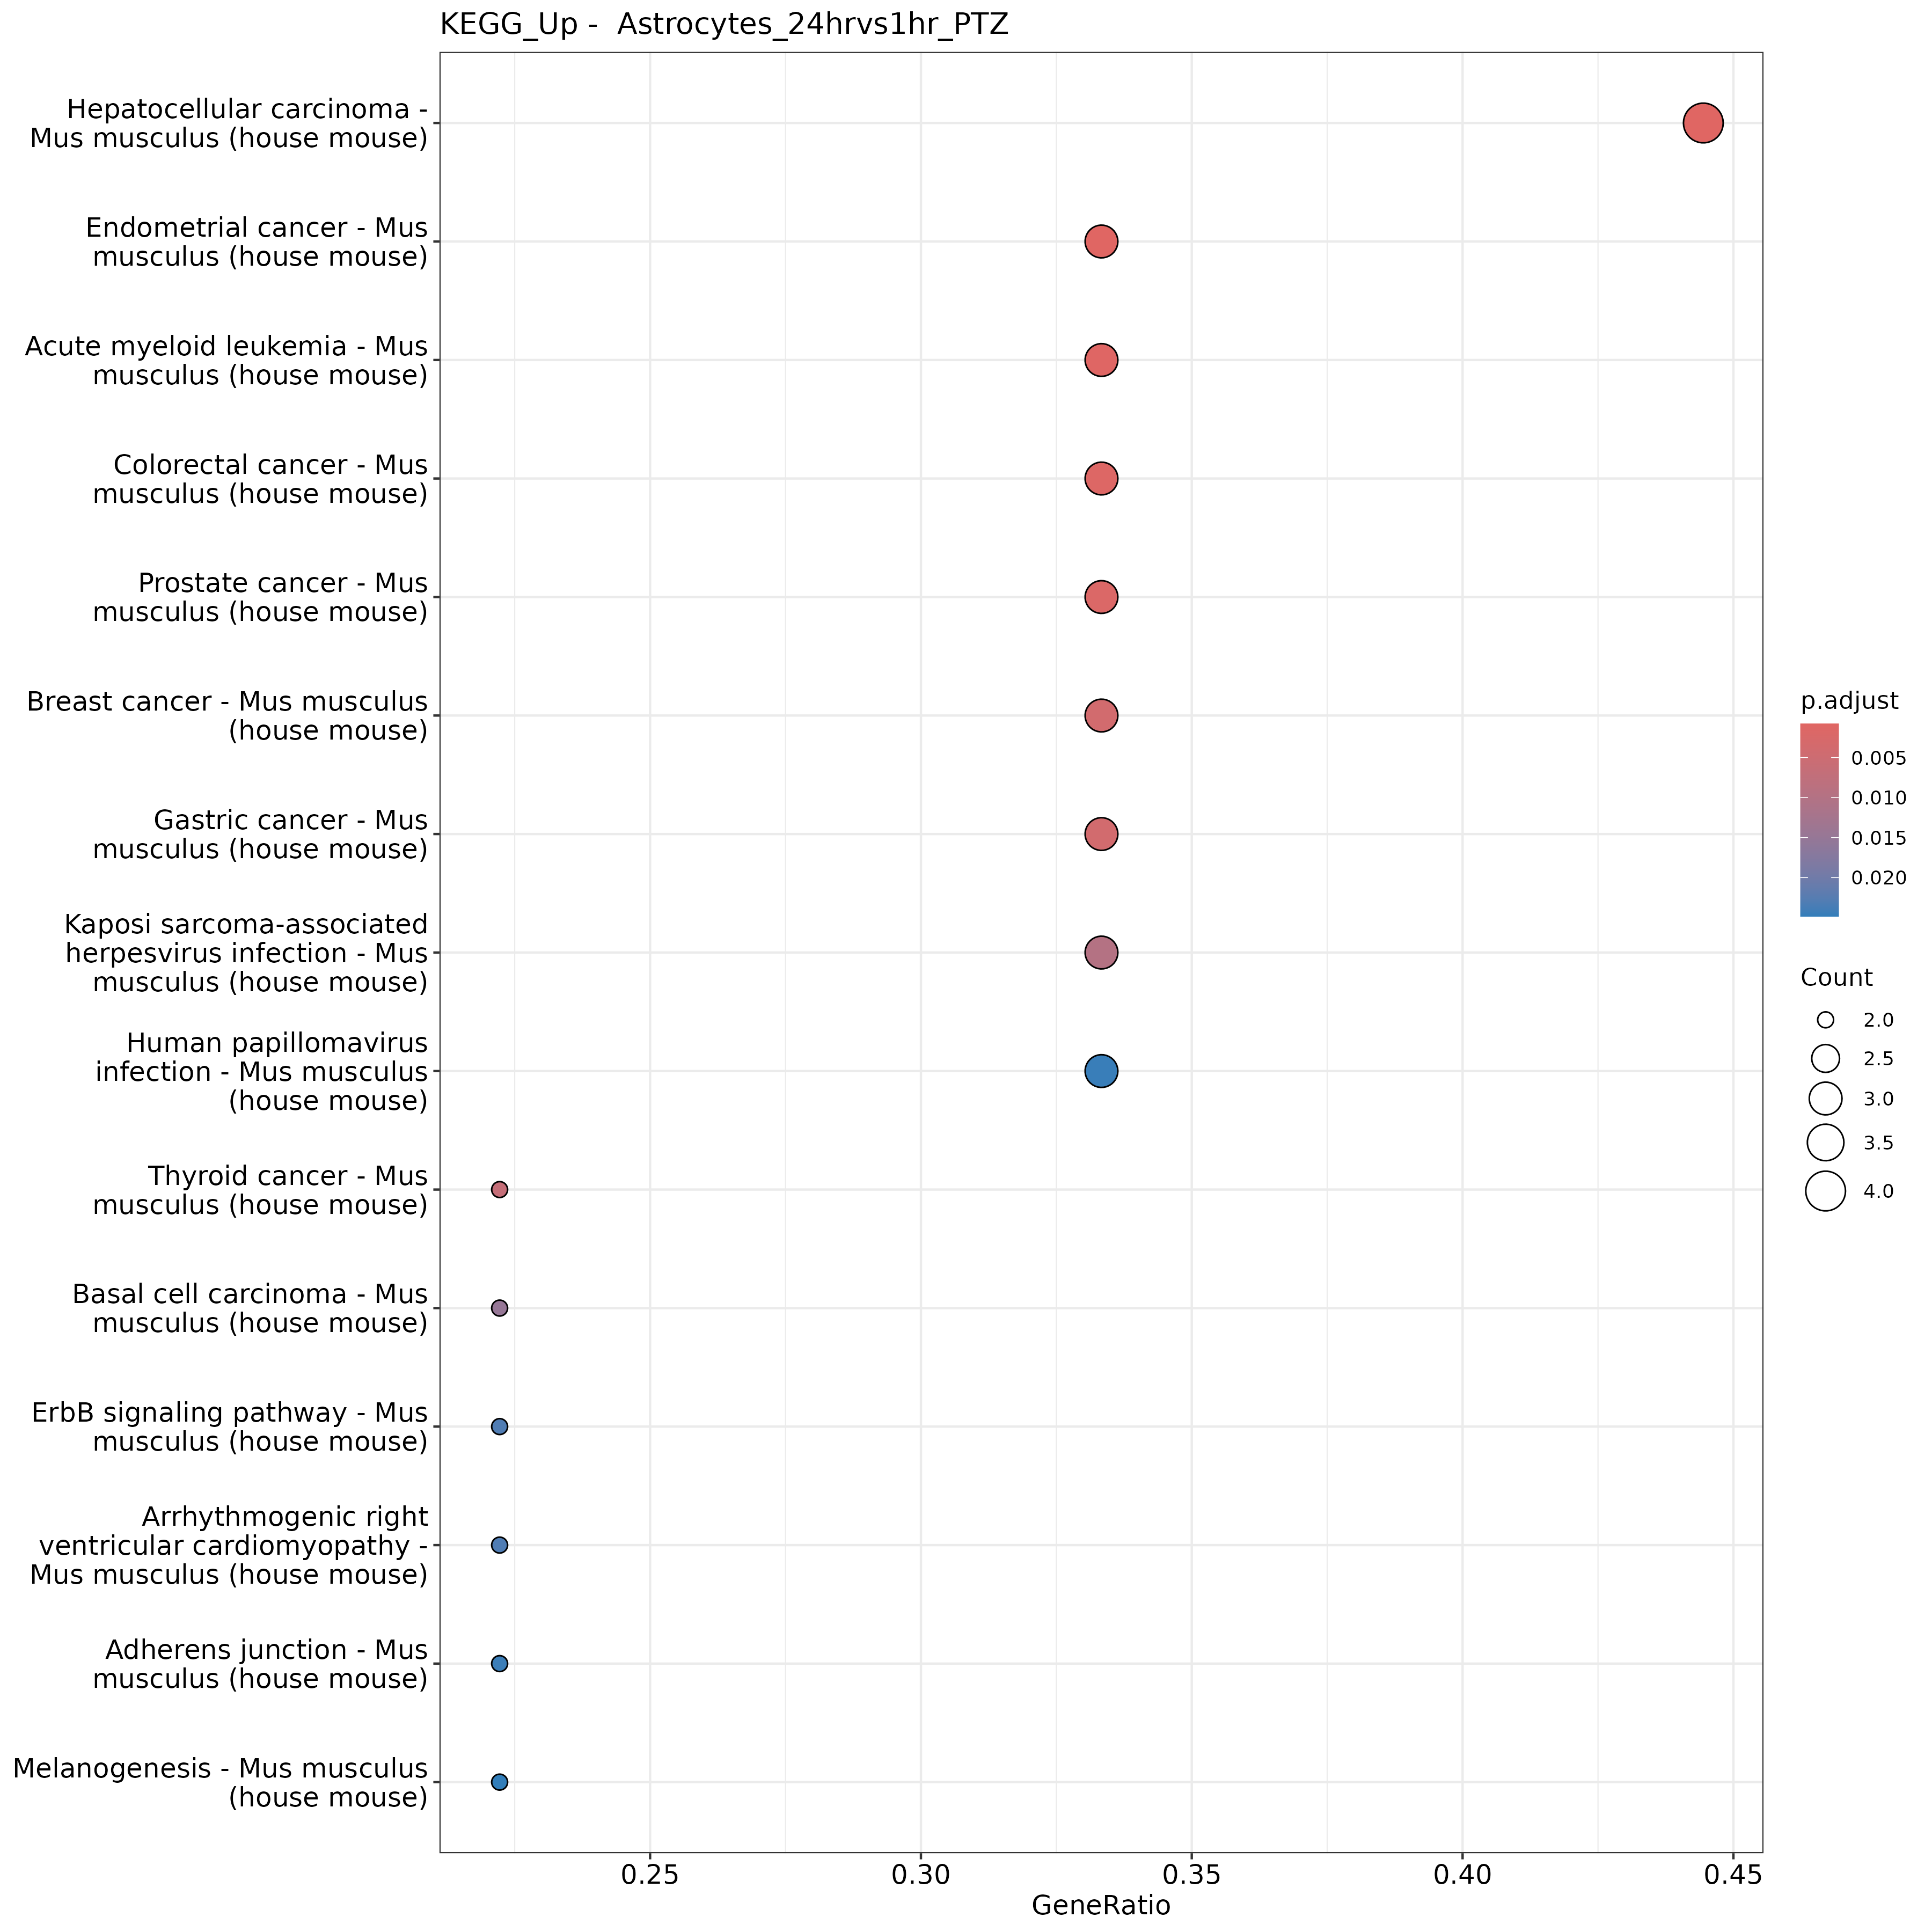 KEGG_Up -  Astrocytes_24hrvs1hr_PTZ
Hepatocellular carcinoma -
Mus musculus (house mouse)
Endometrial cancer - Mus
musculus (house mouse)
Acute myeloid leukemia - Mus
musculus (house mouse)
Colorectal cancer - Mus
musculus (house mouse)
Prostate cancer - Mus
musculus (house mouse)
Breast cancer - Mus musculus
(house mouse)
Gastric cancer - Mus
musculus (house mouse)
Kaposi sarcoma-associated
herpesvirus infection - Mus
musculus (house mouse)
Human papillomavirus
infection - Mus musculus
(house mouse)
Thyroid cancer - Mus
musculus (house mouse)
Basal cell carcinoma - Mus
musculus (house mouse)
ErbB signaling pathway - Mus
musculus (house mouse)
Arrhythmogenic right
ventricular cardiomyopathy -
Mus musculus (house mouse)
Adherens junction - Mus
musculus (house mouse)
Melanogenesis - Mus musculus
(house mouse)
0.25
0.30
0.35
0.40
0.45
GeneRatio
p.adjust
0.005
0.010
0.015
0.020
Count
2.0
2.5
3.0
3.5
4.0